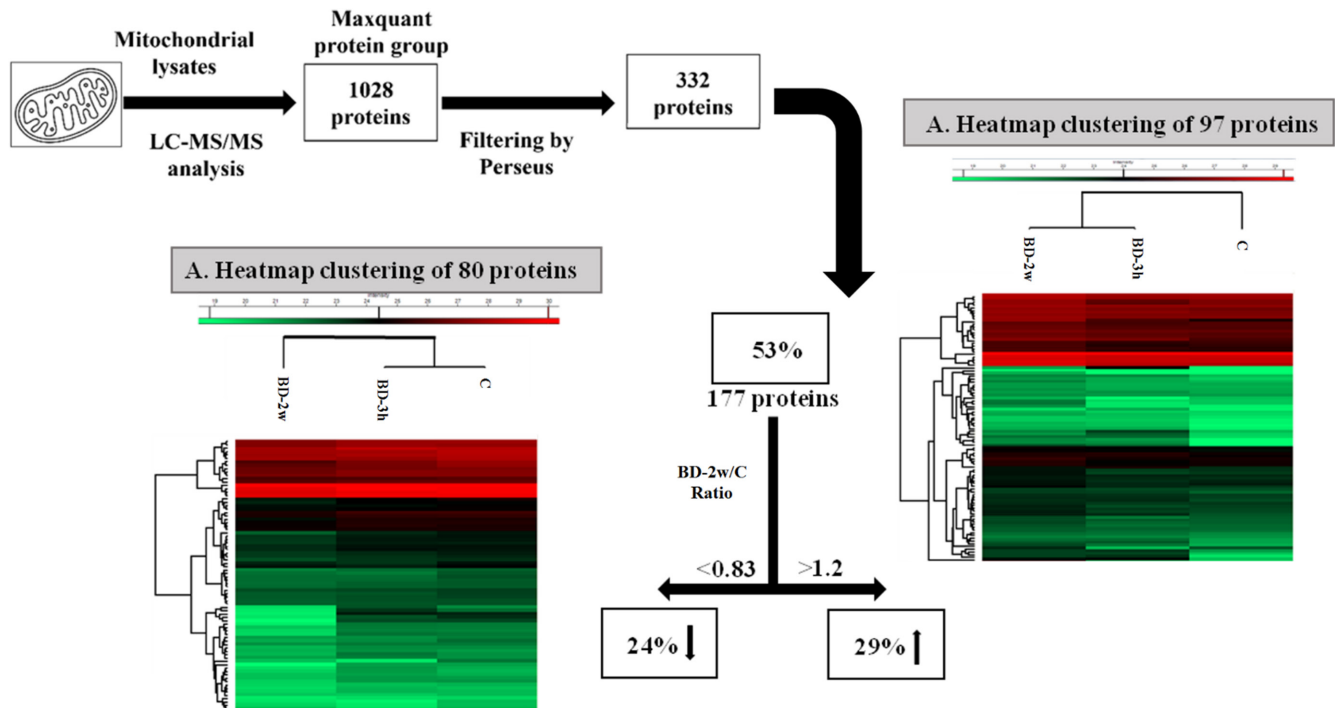 Mitochondrial
lysates
LC-MS/MS
analysis
Maxquant
protein group
1028
proteins
Filtering by
Perseus
332
proteins
A. Heatmap clustering of 97 proteins
BD-2w
BD-3h
C
A. Heatmap clustering of 80 proteins
19 20 21 22 23 24 25 26 27 28 29 30
BD-2w
BD-3h
C
53%
177 proteins
BD-2w/C
Ratio
<0.83
>1.2
24%
29%